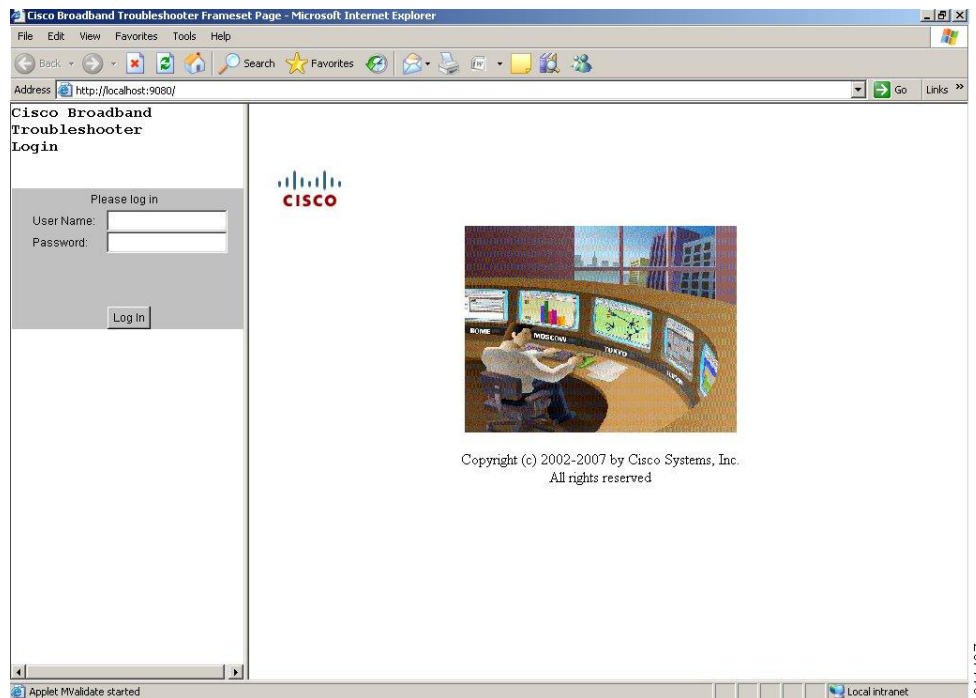 Cisco Broadband Troubleshooter Frameset Page - Microsoft Internet Explorer
File Edit View Favorites Tools Help
Back Search Favorites
Address http://localhost:9080/ Go Links »
Cisco Broadband
Troubleshooter
Login
Please log in
User Name:
Password:
Log In
CISCO
ROME MOSCOW TOKYO
Copyright (c) 2002-2007 by Cisco Systems, Inc.
All rights reserved
Applet MValidate started Local intranet